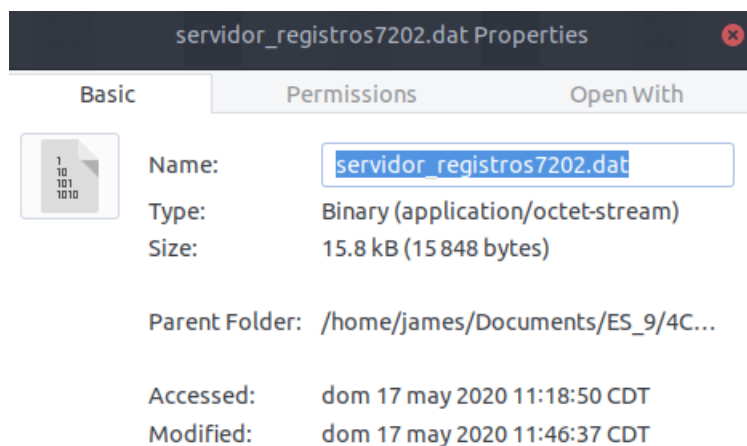 servidor_registros7202.dat Properties
Basic Permissions Open With
1
10
101
1010
Name: servidor_registros7202.dat
Type: Binary (application/octet-stream)
Size: 15.8 kB (15 848 bytes)
Parent Folder: /home/james/Documents/ES_9/4C...
Accessed: dom 17 may 2020 11:18:50 CDT
Modified: dom 17 may 2020 11:46:37 CDT